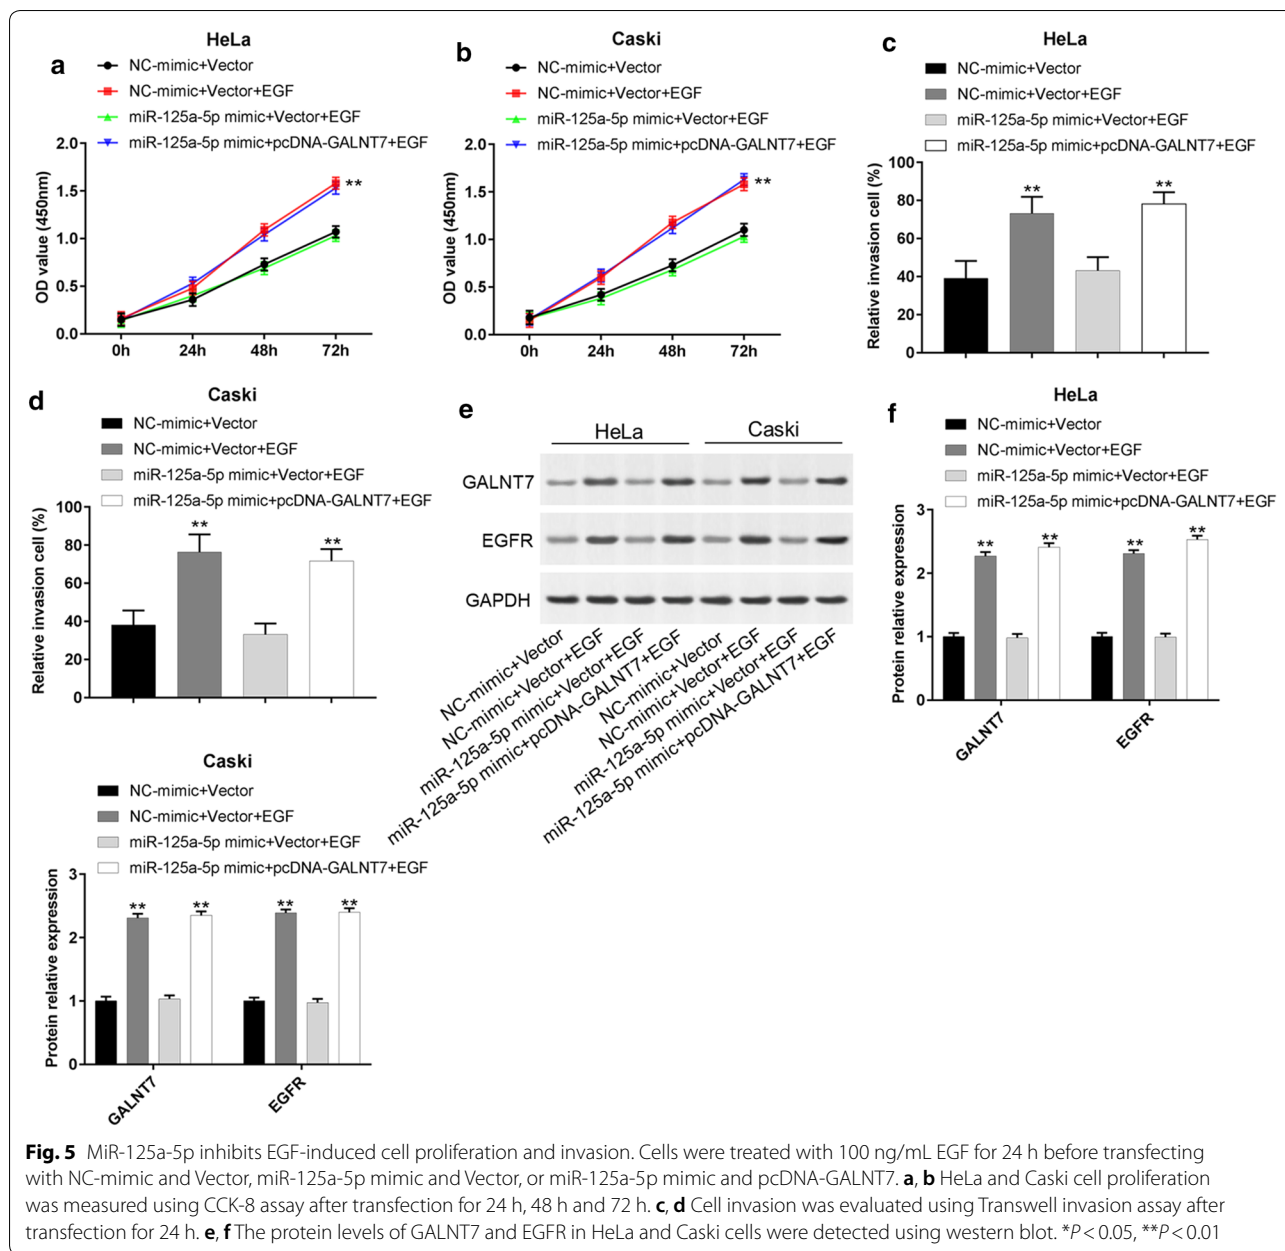 a
HeLa
NC-mimic+Vector
NC-mimic+Vector+EGF
miR-125a-5p mimic+Vector+EGF
miR-125a-5p mimic+pcDNA-GALNT7+EGF
OD value (450nm)
2.0
1.5
1.0
0.5
0.0
**
0h 24h 48h 72h
b
Caski
NC-mimic+Vector
NC-mimic+Vector+EGF
miR-125a-5p mimic+Vector+EGF
miR-125a-5p mimic+pcDNA-GALNT7+EGF
OD value (450nm)
2.0
1.5
1.0
0.5
0.0
**
0h 24h 48h 72h
c
HeLa
NC-mimic+Vector
NC-mimic+Vector+EGF
miR-125a-5p mimic+Vector+EGF
miR-125a-5p mimic+pcDNA-GALNT7+EGF
Relative invasion cell (%)
100
80
60
40
20
0
** **
d
Caski
NC-mimic+Vector
NC-mimic+Vector+EGF
miR-125a-5p mimic+Vector+EGF
miR-125a-5p mimic+pcDNA-GALNT7+EGF
Relative invasion cell (%)
100
80
60
40
20
0
** **
e
HeLa Caski
GALNT7
EGFR
GAPDH
NC-mimic+Vector
NC-mimic+Vector+EGF
miR-125a-5p mimic+Vector+EGF
miR-125a-5p mimic+pcDNA-GALNT7+EGF
NC-mimic+Vector
NC-mimic+Vector+EGF
miR-125a-5p mimic+Vector+EGF
miR-125a-5p mimic+pcDNA-GALNT7+EGF
f
HeLa
NC-mimic+Vector
NC-mimic+Vector+EGF
miR-125a-5p mimic+Vector+EGF
miR-125a-5p mimic+pcDNA-GALNT7+EGF
Protein relative expression
3
2
1
0
** ** ** **
GALNT7 EGFR
Caski
NC-mimic+Vector
NC-mimic+Vector+EGF
miR-125a-5p mimic+Vector+EGF
miR-125a-5p mimic+pcDNA-GALNT7+EGF
Protein relative expression
3
2
1
0
** ** ** **
GALNT7 EGFR
Fig. 5 MiR-125a-5p inhibits EGF-induced cell proliferation and invasion. Cells were treated with 100 ng/mL EGF for 24 h before transfecting
with NC-mimic and Vector, miR-125a-5p mimic and Vector, or miR-125a-5p mimic and pcDNA-GALNT7. a, b HeLa and Caski cell proliferation
was measured using CCK-8 assay after transfection for 24 h, 48 h and 72 h. c, d Cell invasion was evaluated using Transwell invasion assay after
transfection for 24 h. e, f The protein levels of GALNT7 and EGFR in HeLa and Caski cells were detected using western blot. *P < 0.05, **P < 0.01